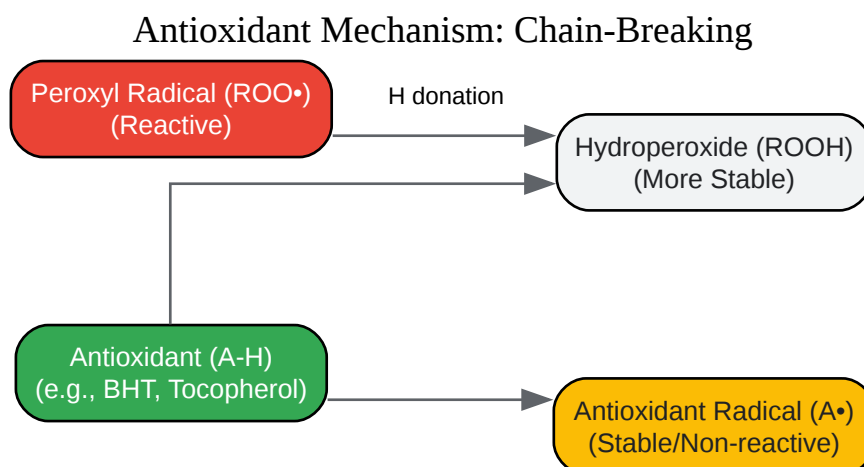 Antioxidant Mechanism: Chain-Breaking
Peroxyl Radical (ROO•)
(Reactive)
H donation
Hydroperoxide (ROOH)
(More Stable)
Antioxidant (A-H)
(e.g., BHT, Tocopherol)
Antioxidant Radical (A•)
(Stable/Non-reactive)